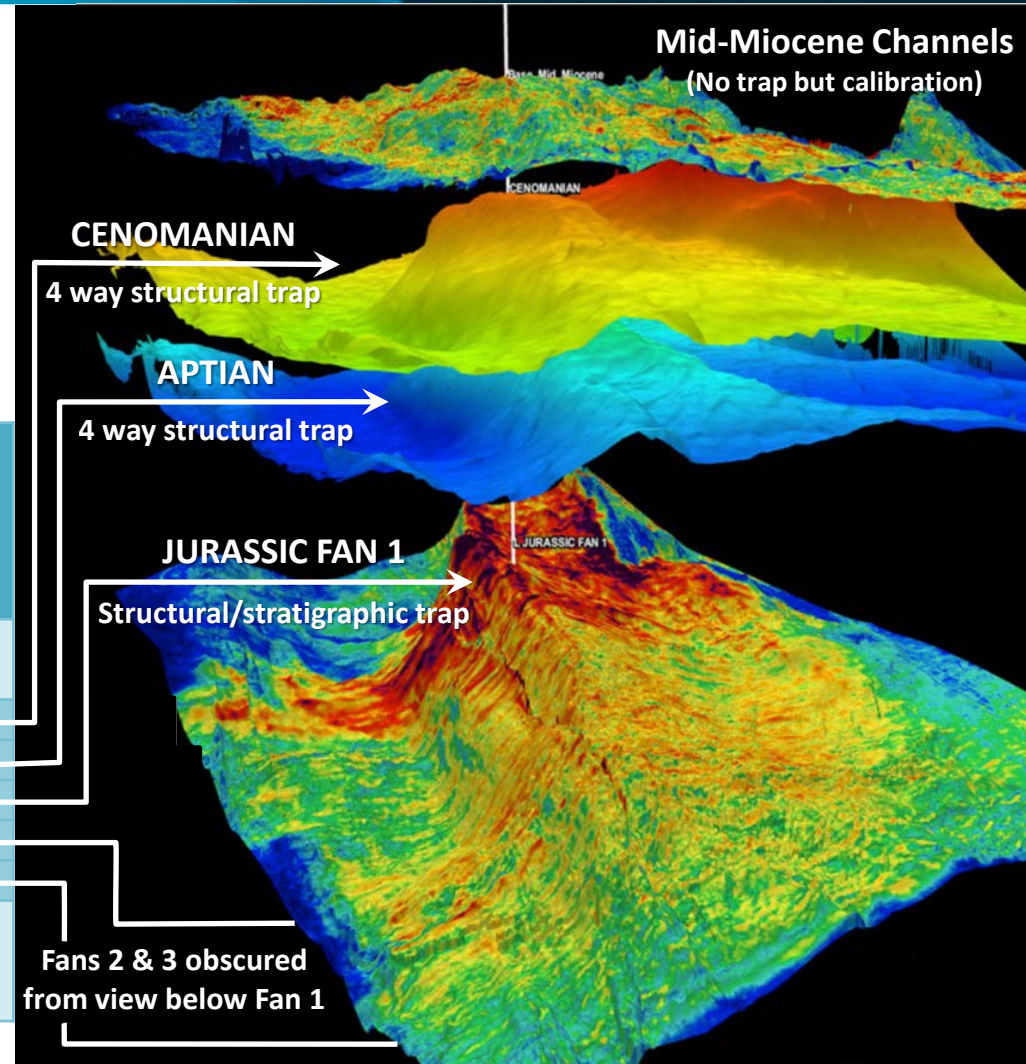 Mid-Miocene Channels
(No trap but calibration)
Base_Mid_Miocene
CENOMANIAN
CENOMANIAN
4 way structural trap
APTIAN
4 way structural trap
L JURASSIC FAN 1
JURASSIC FAN 1
Structural/stratigraphic trap
Fans 2 & 3 obscured
from view below Fan 1